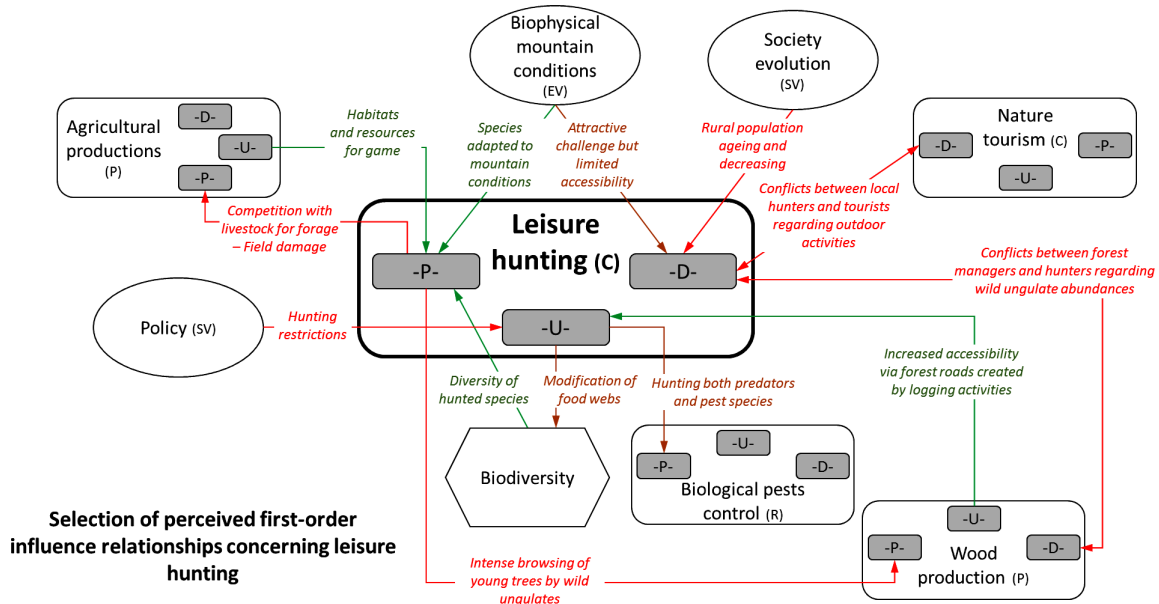 Biophysical
mountain
conditions
(EV)
Society
evolution
(SV)
Agricultural
productions
(P)
-D-
-U-
-P-
Habitats
and resources
for game
Species
adapted to
mountain
conditions
Attractive
challenge but
limited
accessibility
Rural population
ageing and
decreasing
Nature
tourism (C)
-D-
-P-
-U-
Conflicts between local
hunters and tourists
regarding outdoor
activities
Competition with
livestock for forage
– Field damage
Leisure
hunting (C)
-P-
-D-
-U-
Conflicts between forest
managers and hunters regarding
wild ungulate abundances
Policy (SV)
Hunting
restrictions
Diversity of
hunted species
Modification of
food webs
Hunting both predators
and pest species
Increased accessibility
via forest roads created
by logging activities
Biodiversity
-U-
-P-
-D-
Biological pests
control (R)
Selection of perceived first-order
influence relationships concerning leisure
hunting
Intense browsing of
young trees by wild
ungulates
-U-
-P-
-D-
Wood
production (P)